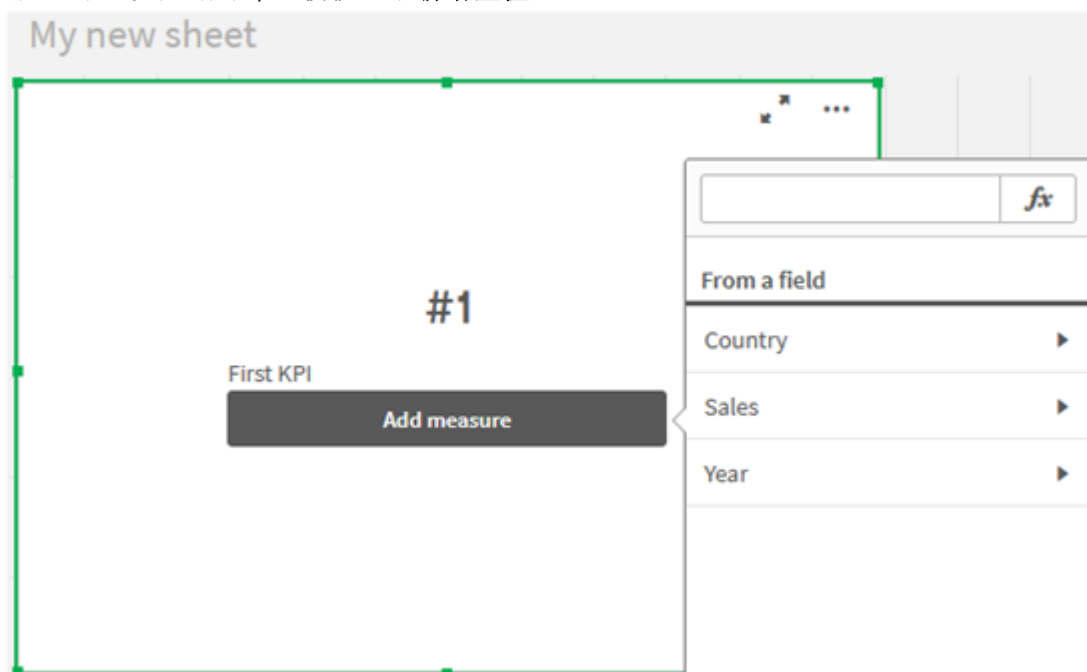 My new sheet
fx
From a field
#1
Country
First KPI
Add measure
Sales
Year